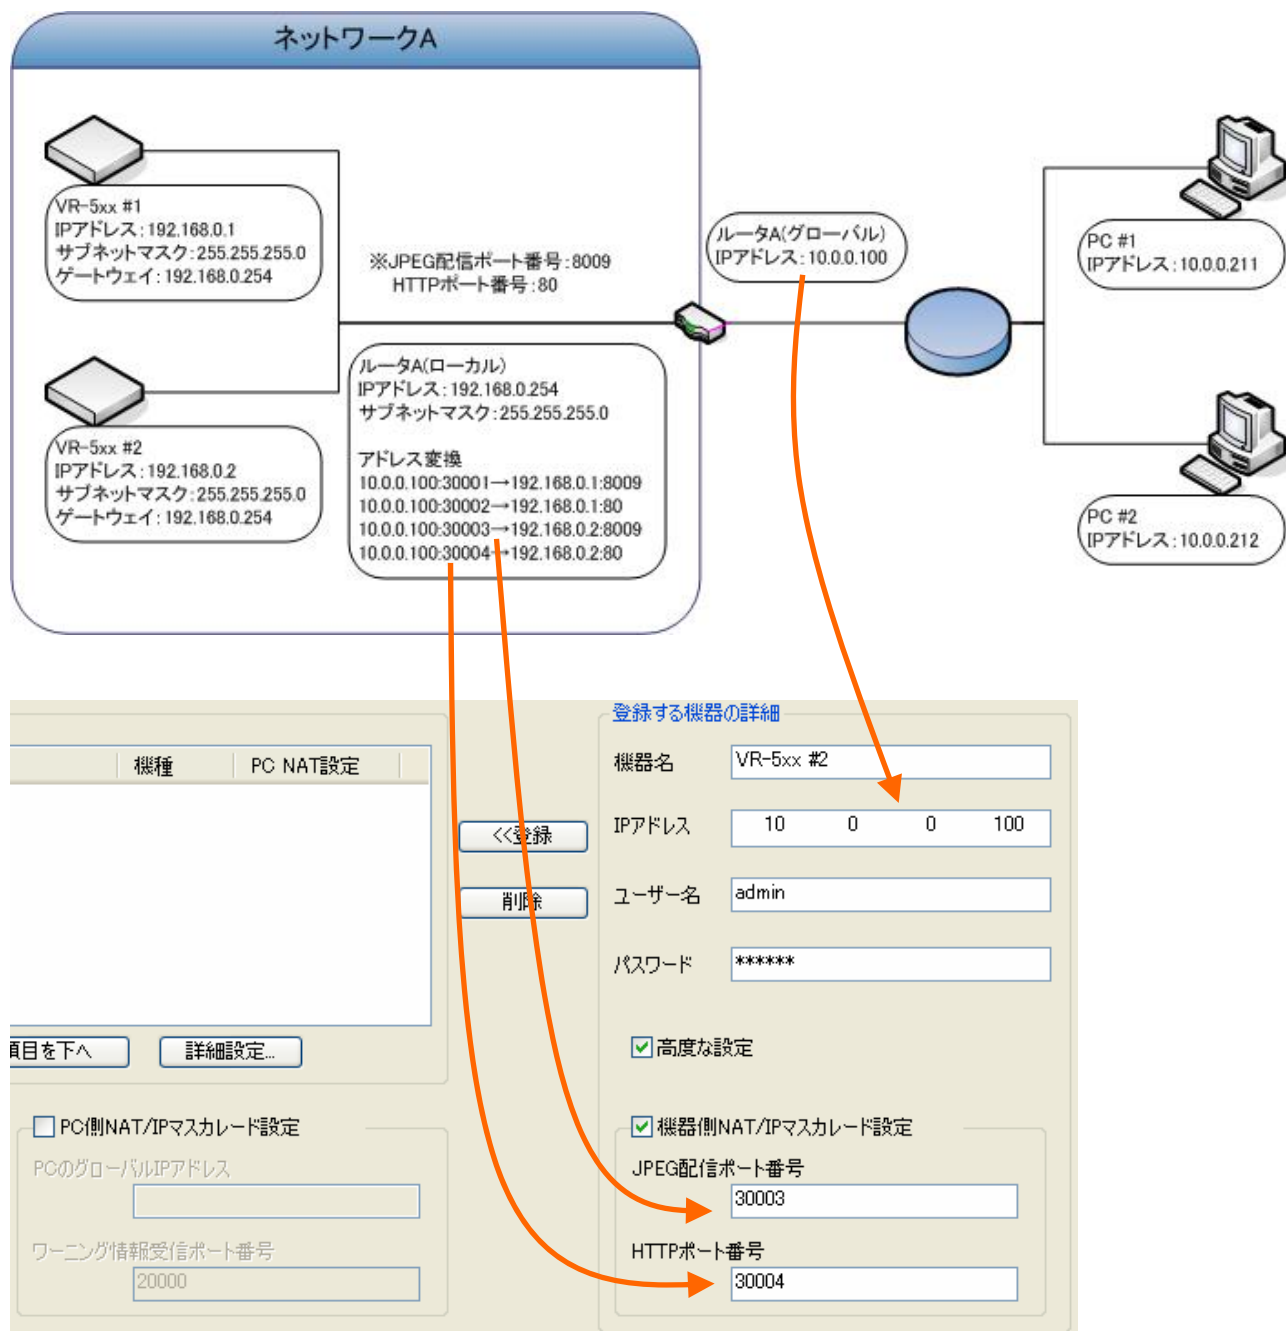 ネットワークA
VR-5xx #1
IPアドレス:192.168.0.1
サブネットマスク:255.255.255.0
ゲートウェイ:192.168.0.254
※JPEG配信ポート番号:8009
HTTPポート番号:80
ルータA(グローバル)
IPアドレス:10.0.0.100
PC #1
IPアドレス:10.0.0.211
VR-5xx #2
IPアドレス:192.168.0.2
サブネットマスク:255.255.255.0
ゲートウェイ:192.168.0.254
ルータA(ローカル)
IPアドレス:192.168.0.254
サブネットマスク:255.255.255.0
アドレス変換
10.0.0.100:30001→192.168.0.1:8009
10.0.0.100:30002→192.168.0.1:80
10.0.0.100:30003→192.168.0.2:8009
10.0.0.100:30004→192.168.0.2:80
PC #2
IPアドレス:10.0.0.212
機種 PC NAT設定
<<登録
削除
項目を下へ 詳細設定...
PC側NAT/IPマスカレード設定
PCのグローバルIPアドレス
ワーニング情報受信ポート番号
20000
登録する機器の詳細
機器名 VR-5xx #2
IPアドレス 10 0 0 100
ユーザー名 admin
パスワード ******
高度な設定
機器側NAT/IPマスカレード設定
JPEG配信ポート番号
30003
HTTPポート番号
30004